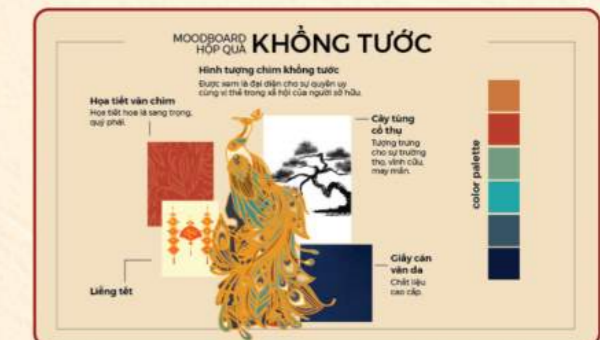 MOODBOARD
HỘP QUÀ
KHỔNG TƯỚC
Hình tượng chim khổng tước
Được xem là đại diện cho sự quyền uy
cùng vị thế trong xã hội của người sở hữu.
Họa tiết vân chìm
Họa tiết hoa lá sang trọng,
quý phái.
Cây tùng
cổ thụ
Tượng trưng
cho sự trường
thọ, vĩnh cửu,
may mắn.
Liễng tết
Giấy cán
vân da
Chất liệu
cao cấp.
color palette